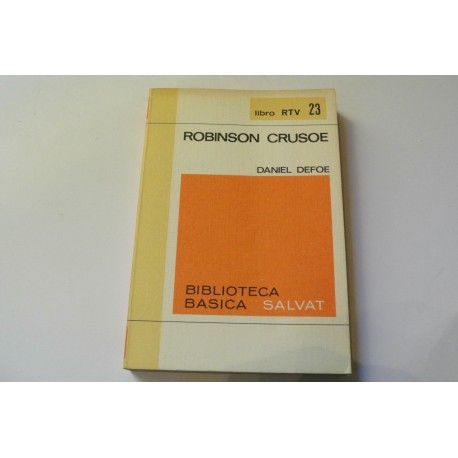 libro RTV 23
ROBINSON CRUSOE
DANIEL DEFOE
BIBLIOTECA
BASICA SALVAT